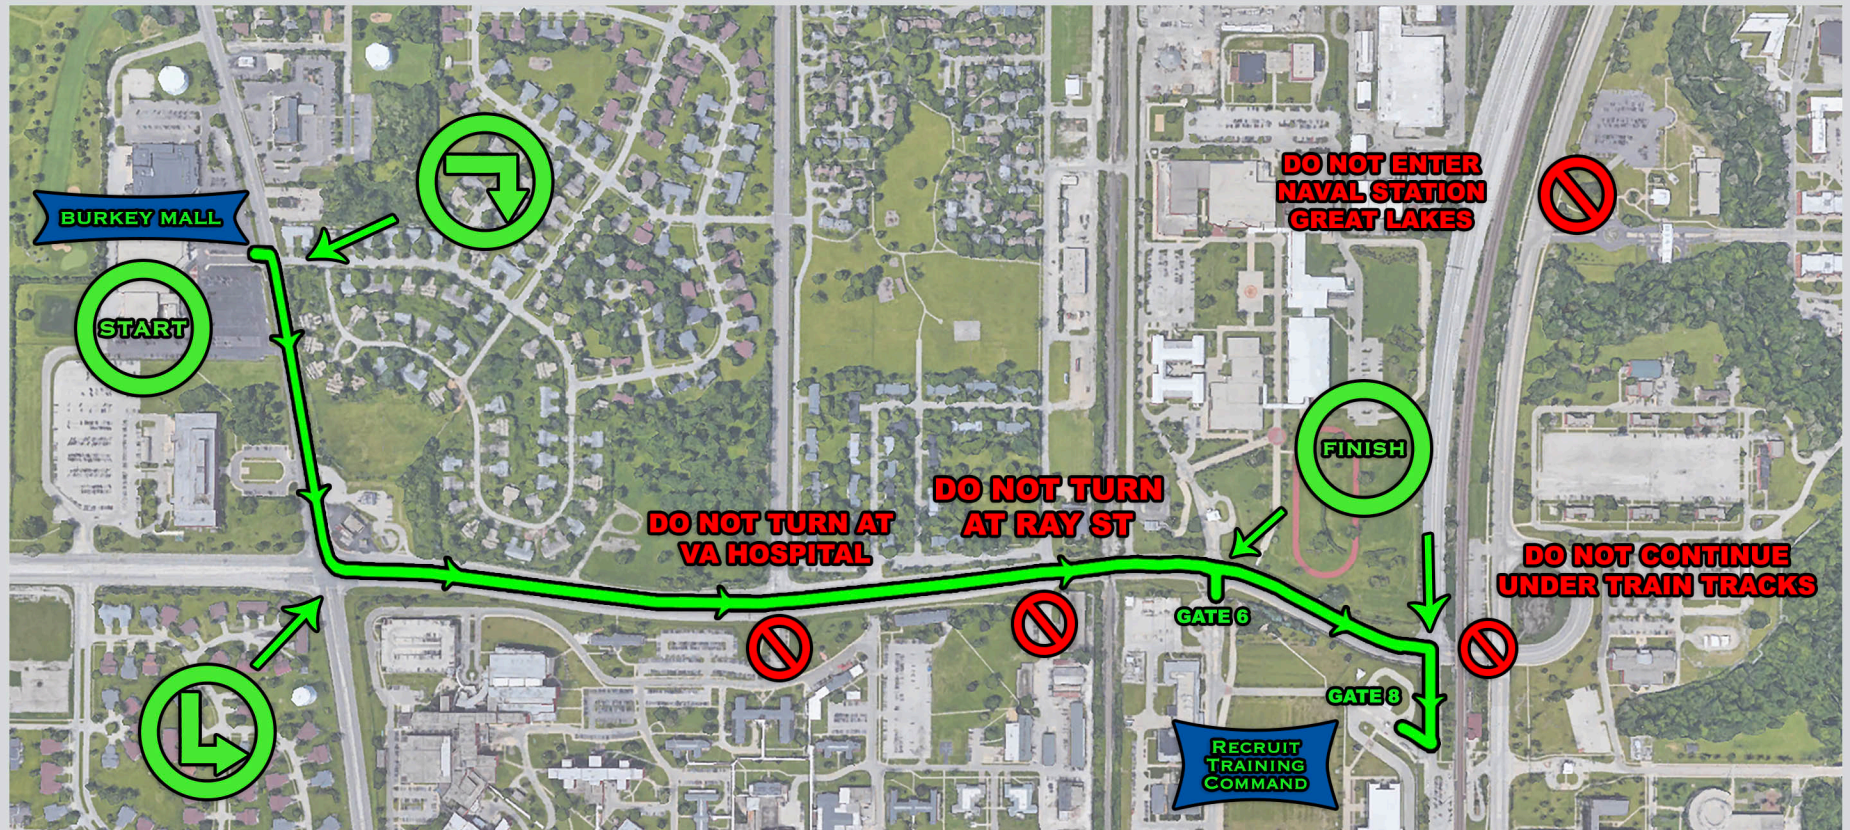 BURKEY MALL
START
DO NOT ENTER
NAVAL STATION
GREAT LAKES
FINISH
DO NOT TURN AT
VA HOSPITAL
DO NOT TURN
AT RAY ST
DO NOT CONTINUE
UNDER TRAIN TRACKS
GATE 6
GATE 8
RECRUIT
TRAINING
COMMAND